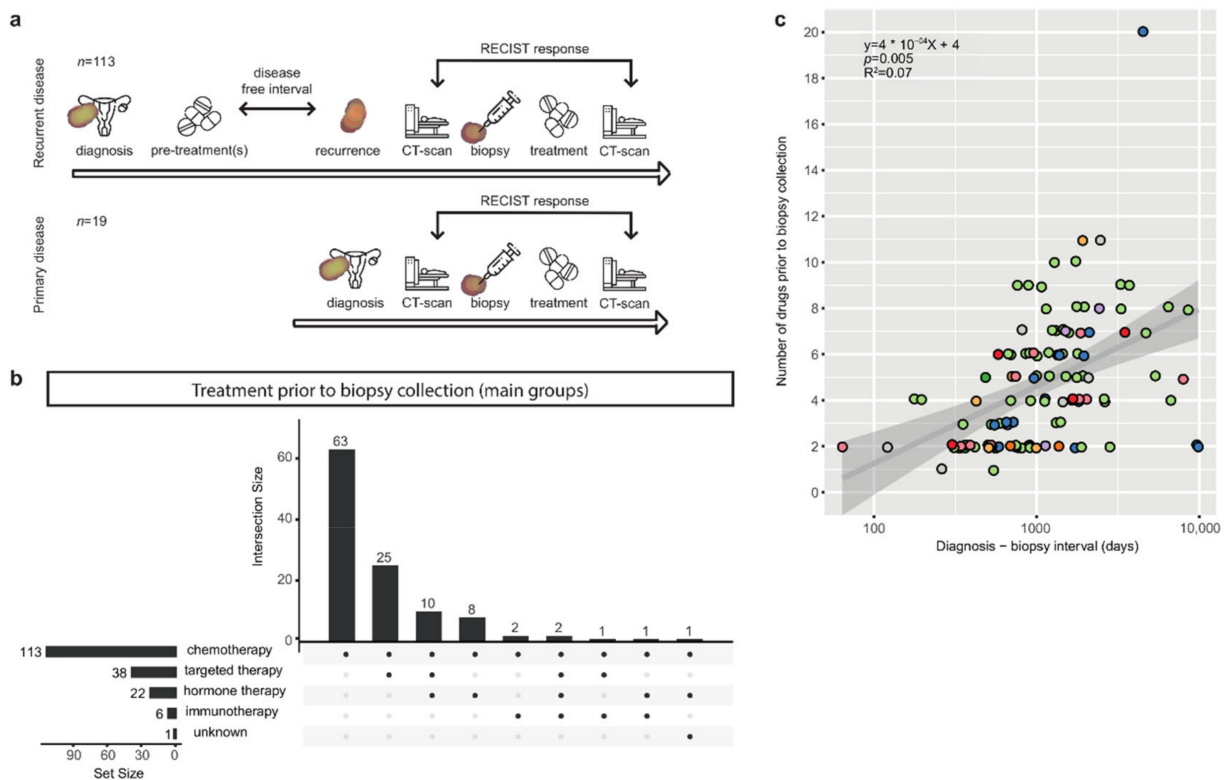 a
Recurrent disease
n=113
disease
free interval
RECIST response
diagnosis
pre-treatment(s)
recurrence
CT-scan
biopsy
treatment
CT-scan
Primary disease
n=19
RECIST response
diagnosis
CT-scan
biopsy
treatment
CT-scan
b
Treatment prior to biopsy collection (main groups)
Intersection Size
60
40
20
0
63
25
10
8
2
2
1
1
1
113
chemotherapy
38
targeted therapy
22
hormone therapy
6
immunotherapy
1
unknown
90
60
30
0
Set Size
c
Number of drugs prior to biopsy collection
20
18
16
14
12
10
8
6
4
2
0
y=4 * 10⁻⁰⁴X + 4
p=0.005
R²=0.07
100
1000
10,000
Diagnosis − biopsy interval (days)